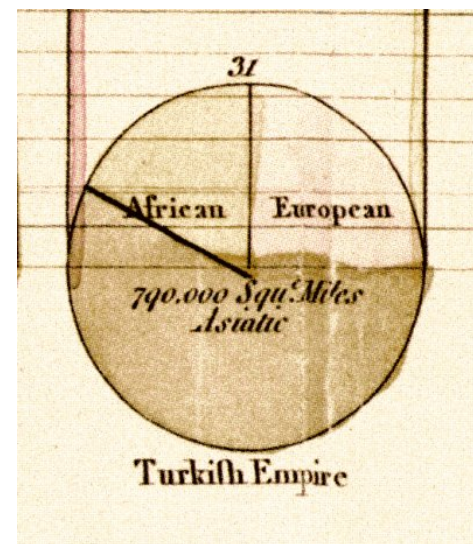 31
African European
790.000 Squ.ᵉ Miles
Asiatic
Turkiſh Empire